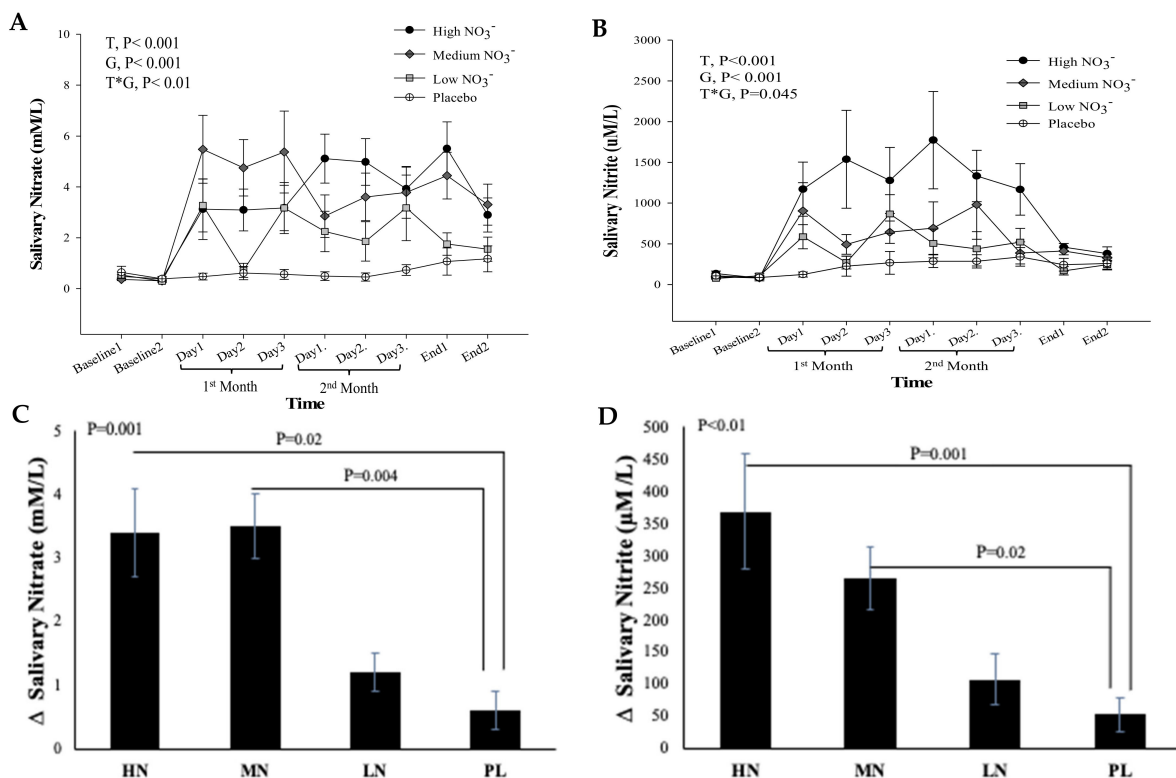 A
Salivary Nitrate (mM/L)
10
8
6
4
2
0
T, P< 0.001
G, P< 0.001
T*G, P< 0.01
High NO₃⁻
Medium NO₃⁻
Low NO₃⁻
Placebo
Baseline1 Baseline2 Day1 Day2 Day3 Day1. Day2. Day3. End1 End2
1st Month 2nd Month
Time
B
Salivary Nitrite (uM/L)
3000
2500
2000
1500
1000
500
0
T, P<0.001
G, P< 0.001
T*G, P=0.045
High NO₃⁻
Medium NO₃⁻
Low NO₃⁻
Placebo
Baseline1 Baseline2 Day1 Day2 Day3 Day1. Day2. Day3. End1 End2
1st Month 2nd Month
Time
C
Δ Salivary Nitrate (mM/L)
5
4
3
2
1
0
P=0.001
P=0.02
P=0.004
HN MN LN PL
D
Δ Salivary Nitrite (μM /L)
500
450
400
350
300
250
200
150
100
50
0
P<0.01
P=0.001
P=0.02
HN MN LN PL